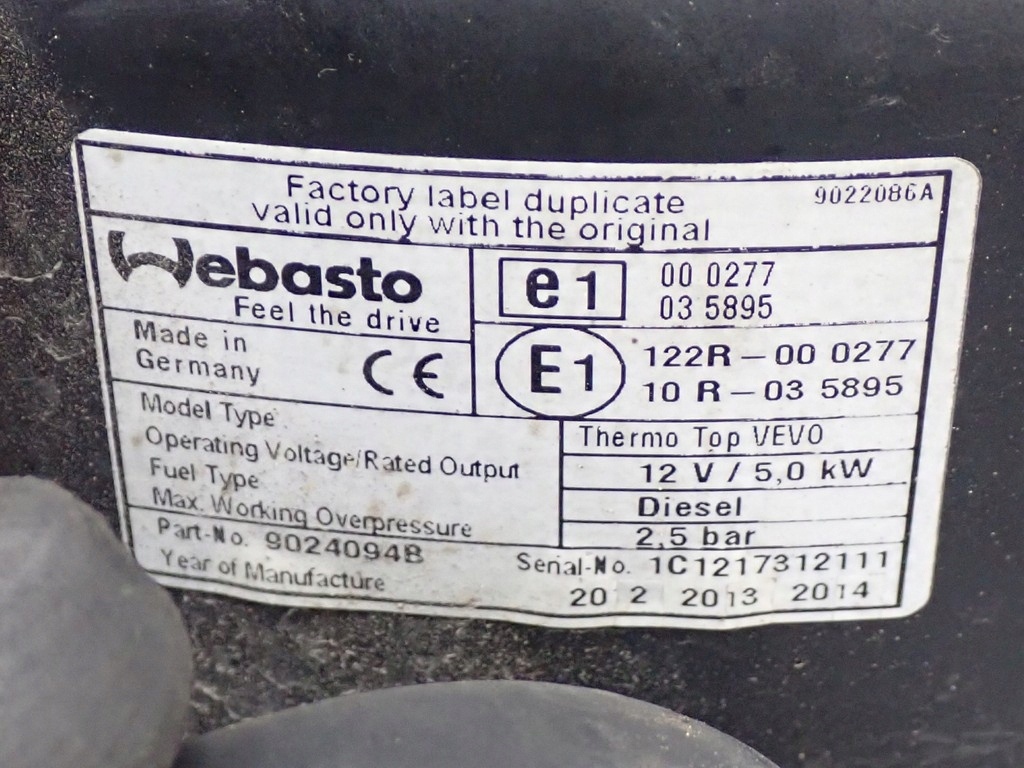 Factory label duplicate
valid only with the original
9022086A
Webasto
Feel the drive
e1
00 0277
03 5895
Made in
Germany
CE
E1
122R – 00 0277
10 R – 03 5895
Model Type
Thermo Top VEVO
Operating Voltage/Rated Output
12 V / 5,0 kW
Fuel Type
Diesel
Max. Working Overpressure
2,5 bar
Part-No. 9024094B
Serial-No. 1C1217312111
Year of Manufacture
20 2 2013 2014